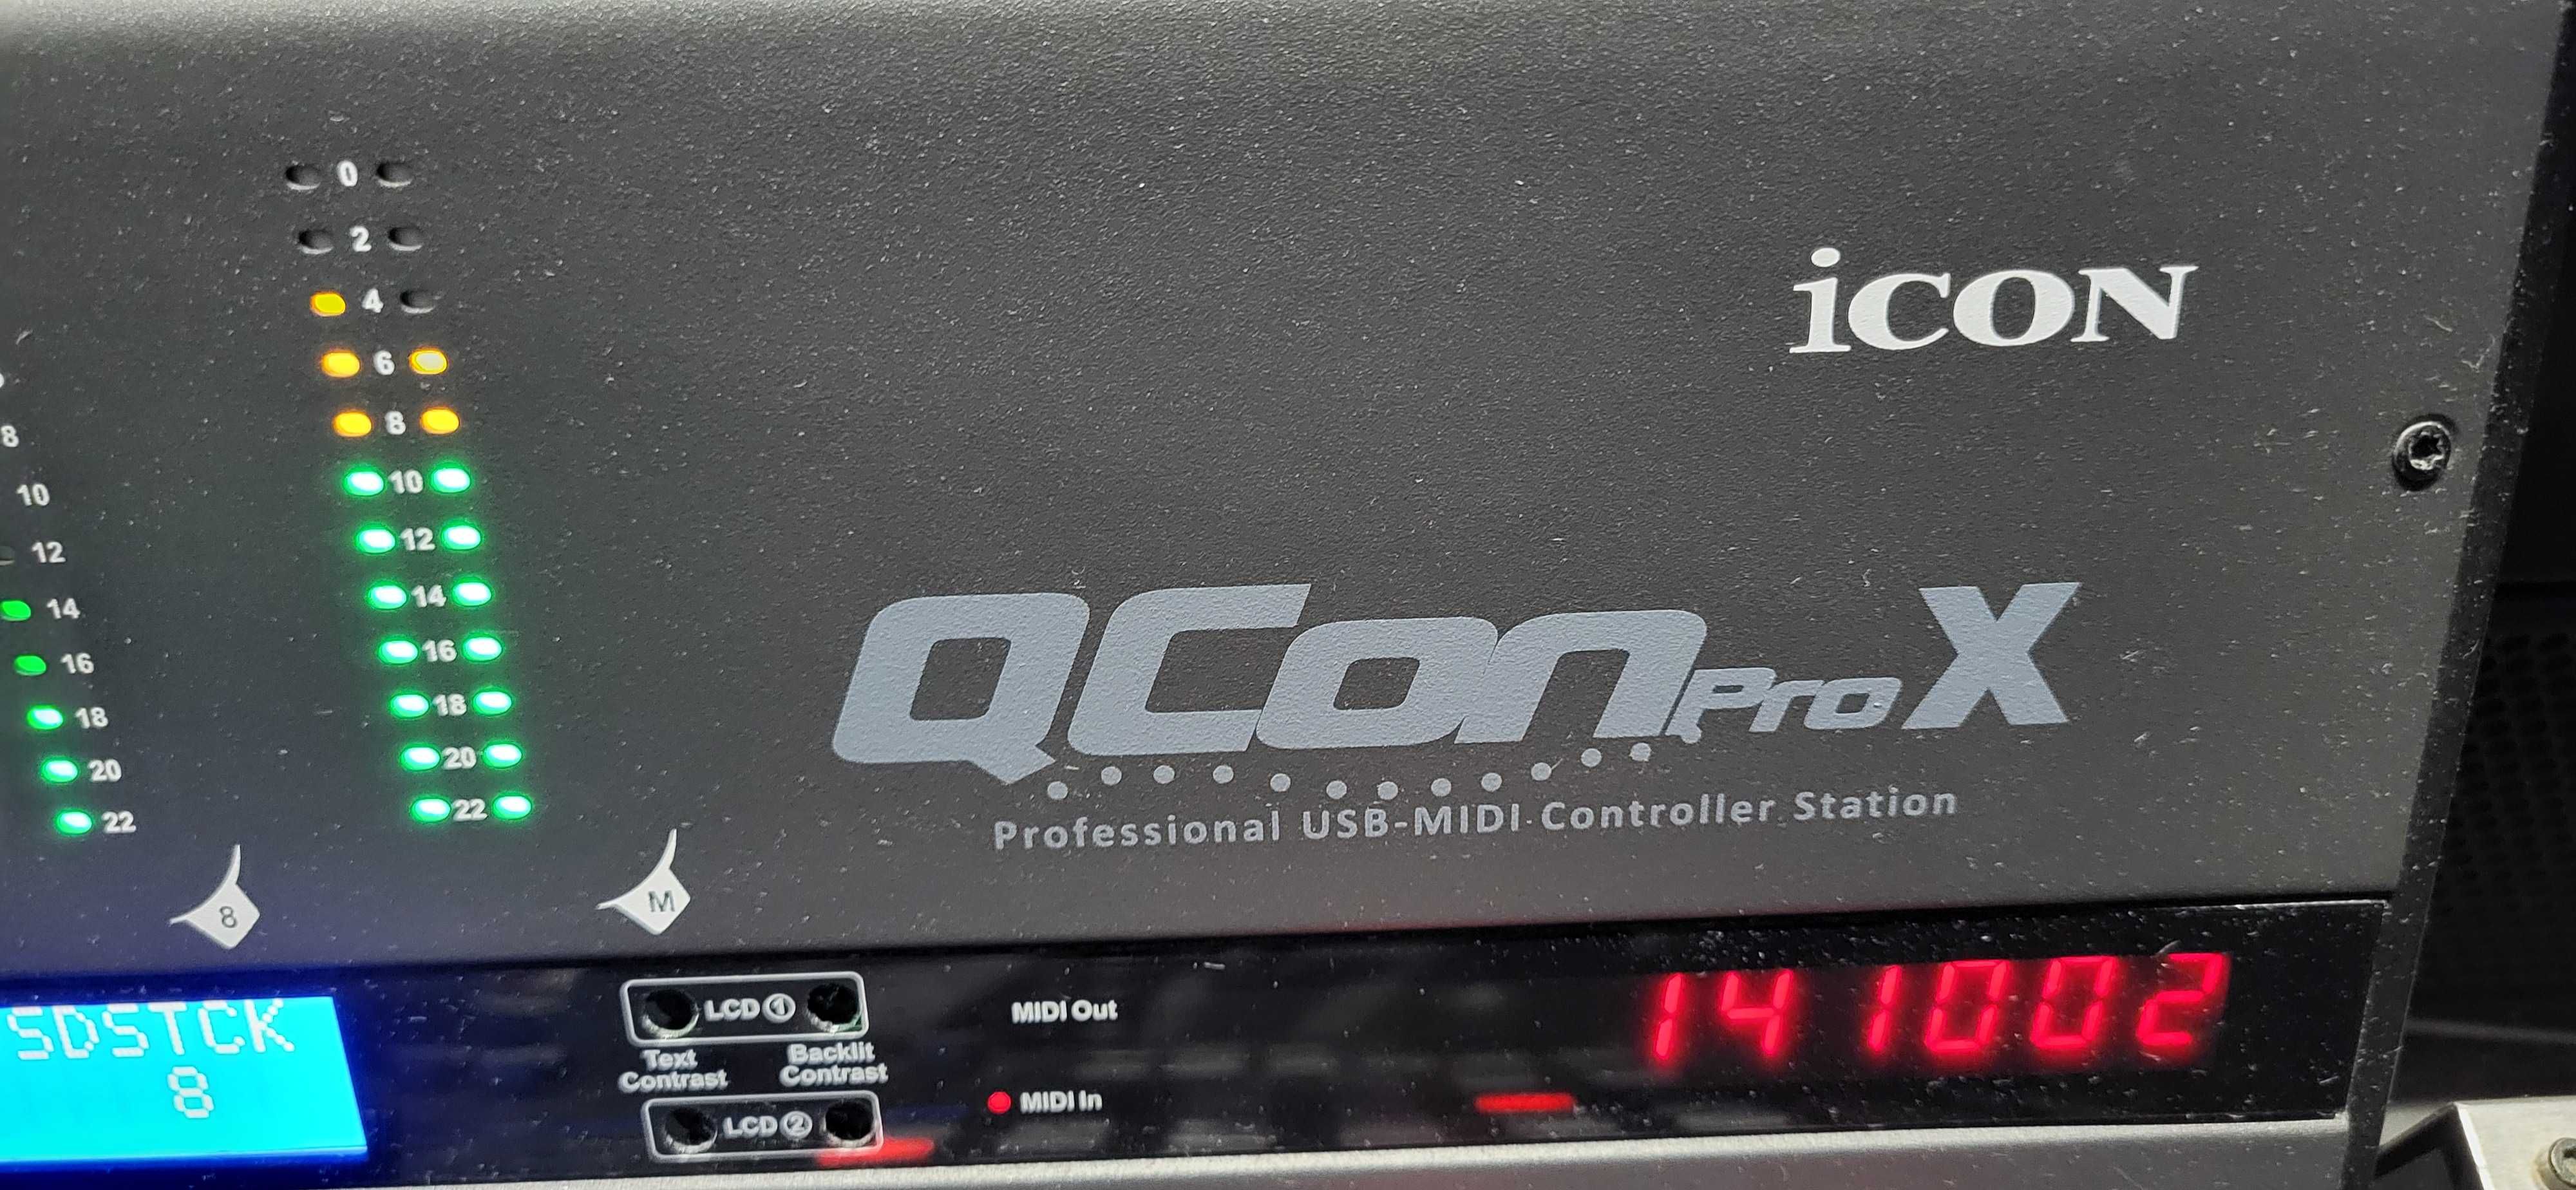 0
2
4
6
8
10
12
14
16
18
20
22
8
10
12
14
16
18
20
22
8
M
iCON
QCon Pro X
Professional USB-MIDI Controller Station
SDSTCK
8
LCD 1
Text Contrast
Backlit Contrast
LCD 2
MIDI Out
MIDI In
14 1002